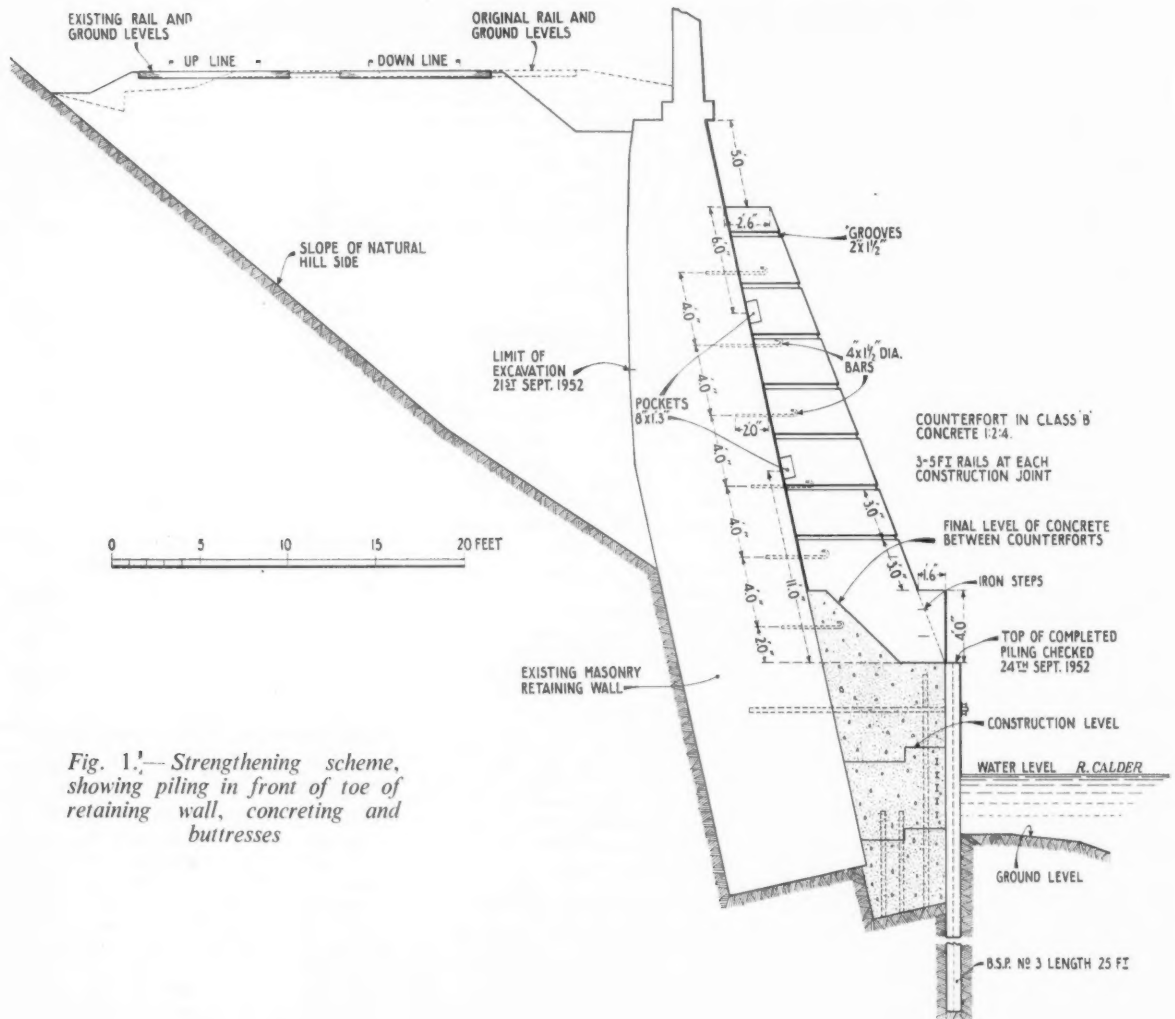 EXISTING RAIL AND
GROUND LEVELS
ORIGINAL RAIL AND
GROUND LEVELS
UP LINE
DOWN LINE
5'.0"
2'.6"
GROOVES
2"x1½"
6'.0"
SLOPE OF NATURAL
HILL SIDE
4'.0"
LIMIT OF
EXCAVATION
21ST SEPT. 1952
4"x1½" DIA.
BARS
4'.0"
POCKETS
8"x1'.3"
2'.0"
COUNTERFORT IN CLASS 'B'
CONCRETE 1:2:4.
4'.0"
3-5FT RAILS AT EACH
CONSTRUCTION JOINT
3'.0"
FINAL LEVEL OF CONCRETE
BETWEEN COUNTERFORTS
4'.0"
0 5 10 15 20 FEET
3'.0"
1'.6"
IRON STEPS
11'.0"
4'.0"
4'.0"
2'.0"
TOP OF COMPLETED
PILING CHECKED
24TH SEPT. 1952
EXISTING MASONRY
RETAINING WALL
CONSTRUCTION LEVEL
WATER LEVEL R. CALDER
GROUND LEVEL
B.S.P. Nº 3 LENGTH 25 FT
Fig. 1.— Strengthening scheme,
showing piling in front of toe of
retaining wall, concreting and
buttresses